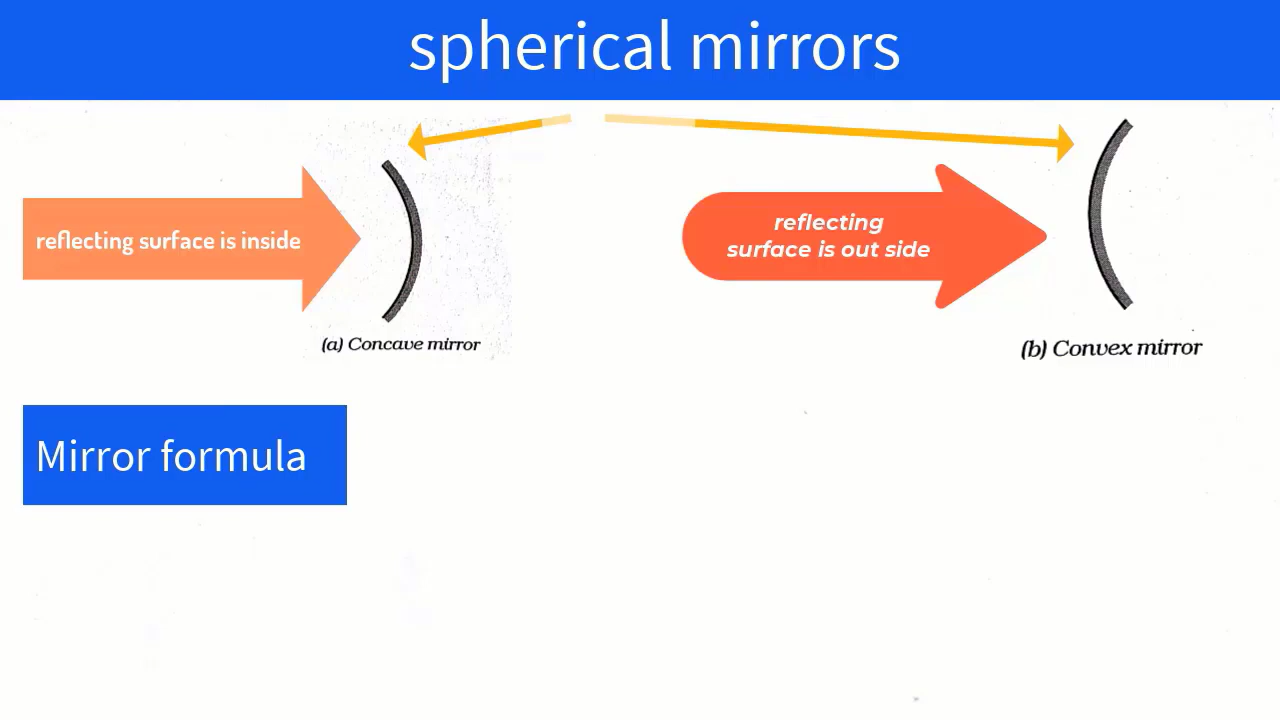 spherical mirrors
reflecting surface is inside
reflecting
surface is out side
(a) Concave mirror
(b) Convex mirror
Mirror formula